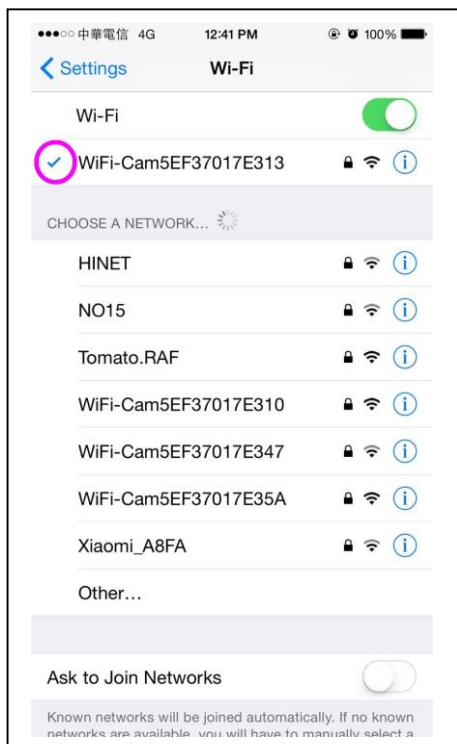 中華電信 4G 12:41 PM 100%
Settings Wi-Fi
Wi-Fi
WiFi-Cam5EF37017E313
CHOOSE A NETWORK...
HINET
NO15
Tomato.RAF
WiFi-Cam5EF37017E310
WiFi-Cam5EF37017E347
WiFi-Cam5EF37017E35A
Xiaomi_A8FA
Other...
Ask to Join Networks
Known networks will be joined automatically. If no known
networks are available, you will have to manually select a